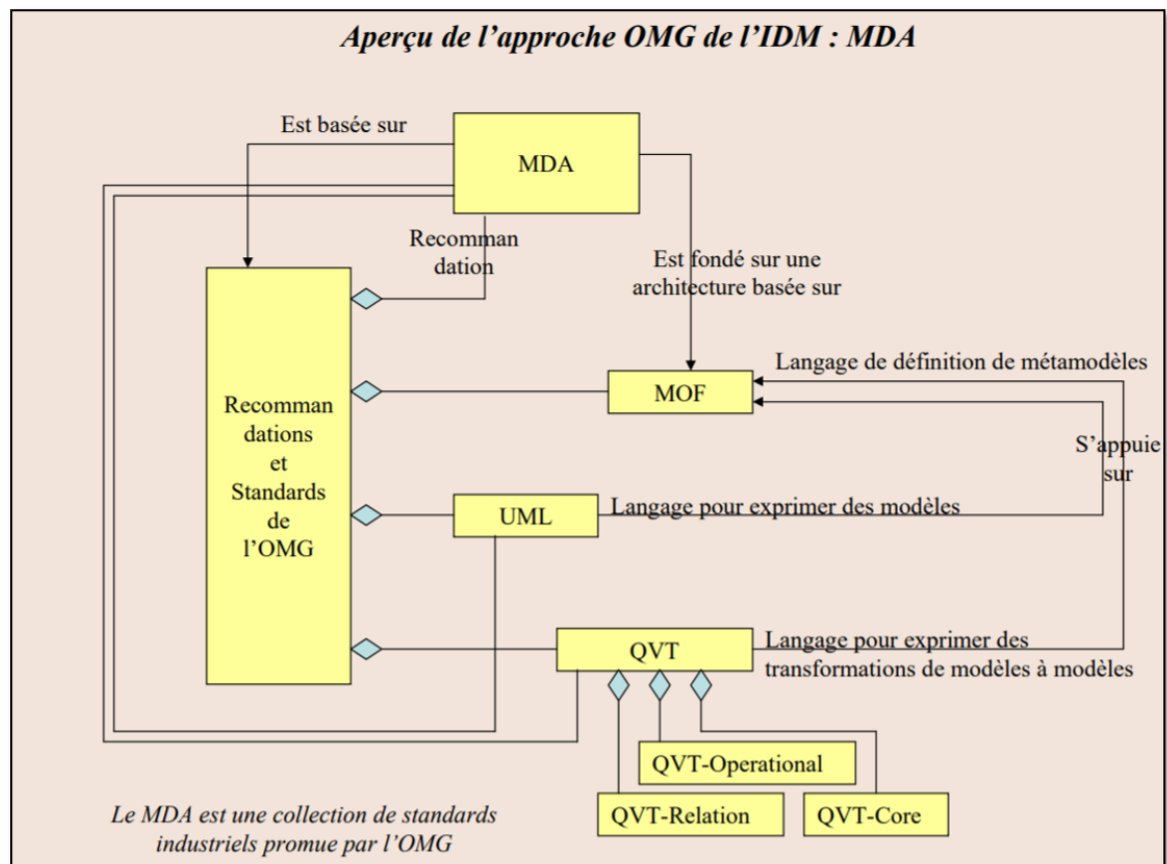 Aperçu de l’approche OMG de l’IDM : MDA
Est basée sur
MDA
Recomman
dation
Est fondé sur une
architecture basée sur
Langage de définition de métamodèles
MOF
Recomman
dations
et
Standards
de
l’OMG
S’appuie
sur
UML
Langage pour exprimer des modèles
QVT
Langage pour exprimer des
transformations de modèles à modèles
QVT-Operational
QVT-Relation
QVT-Core
Le MDA est une collection de standards
industriels promue par l’OMG